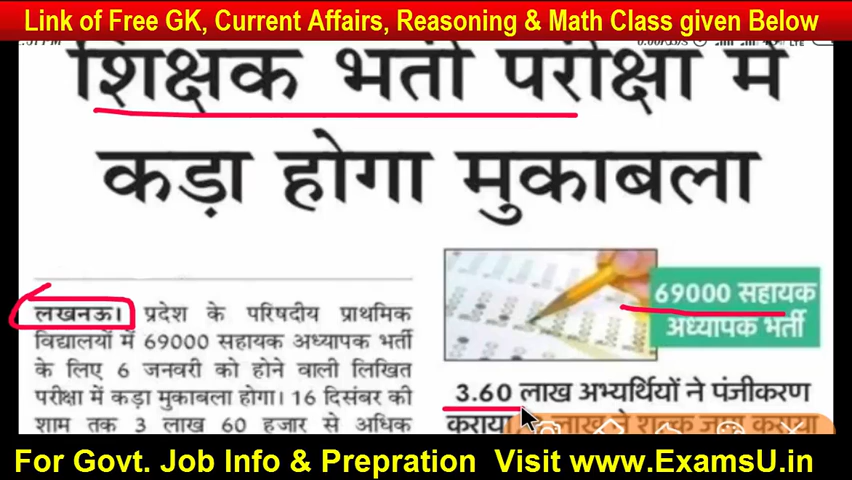 Link of Free GK, Current Affairs, Reasoning & Math Class given Below
शिक्षक भर्ती परीक्षा में
कड़ा होगा मुकाबला
लखनऊ। प्रदेश के परिषदीय प्राथमिक
विद्यालयों में 69000 सहायक अध्यापक भर्ती
के लिए 6 जनवरी को होने वाली लिखित
परीक्षा में कड़ा मुकाबला होगा। 16 दिसंबर की
शाम तक 3 लाख 60 हजार से अधिक
69000 सहायक
अध्यापक भर्ती
3.60 लाख अभ्यर्थियों ने पंजीकरण
कराया
For Govt. Job Info & Prepration Visit www.ExamsU.in